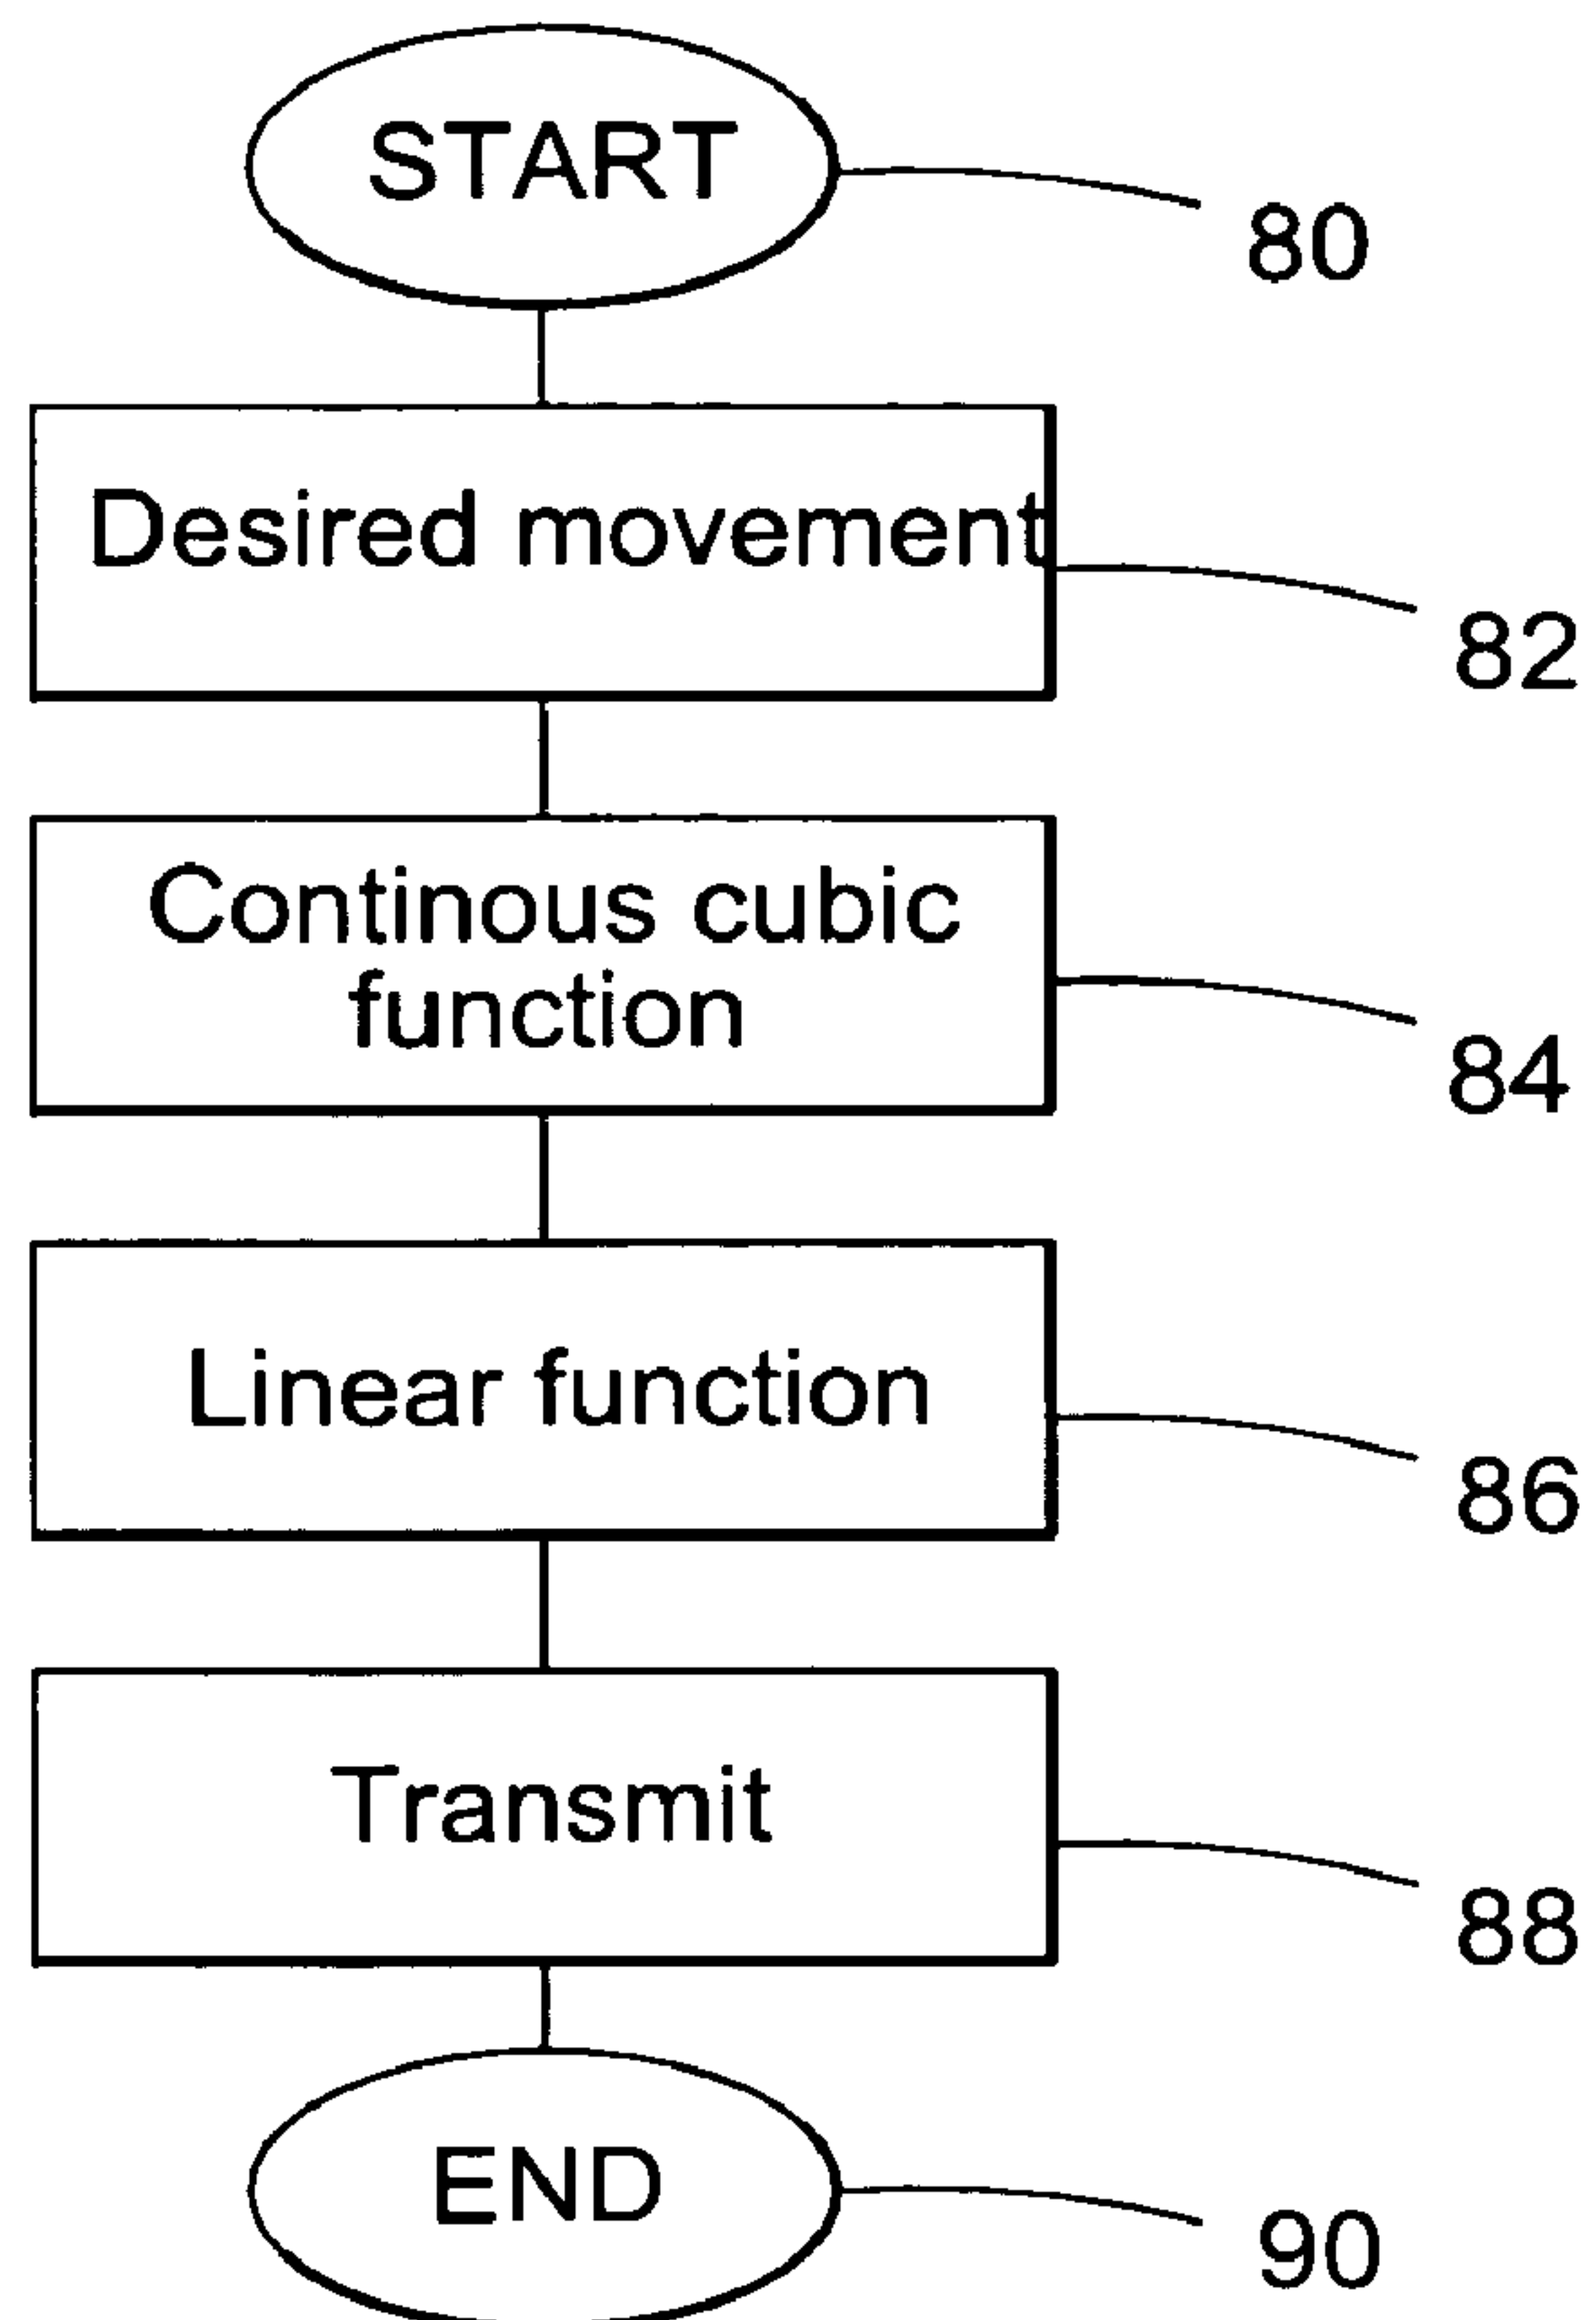 START
80
Desired movement
82
Continous cubic
function
84
Linear function
86
Transmit
88
END
90